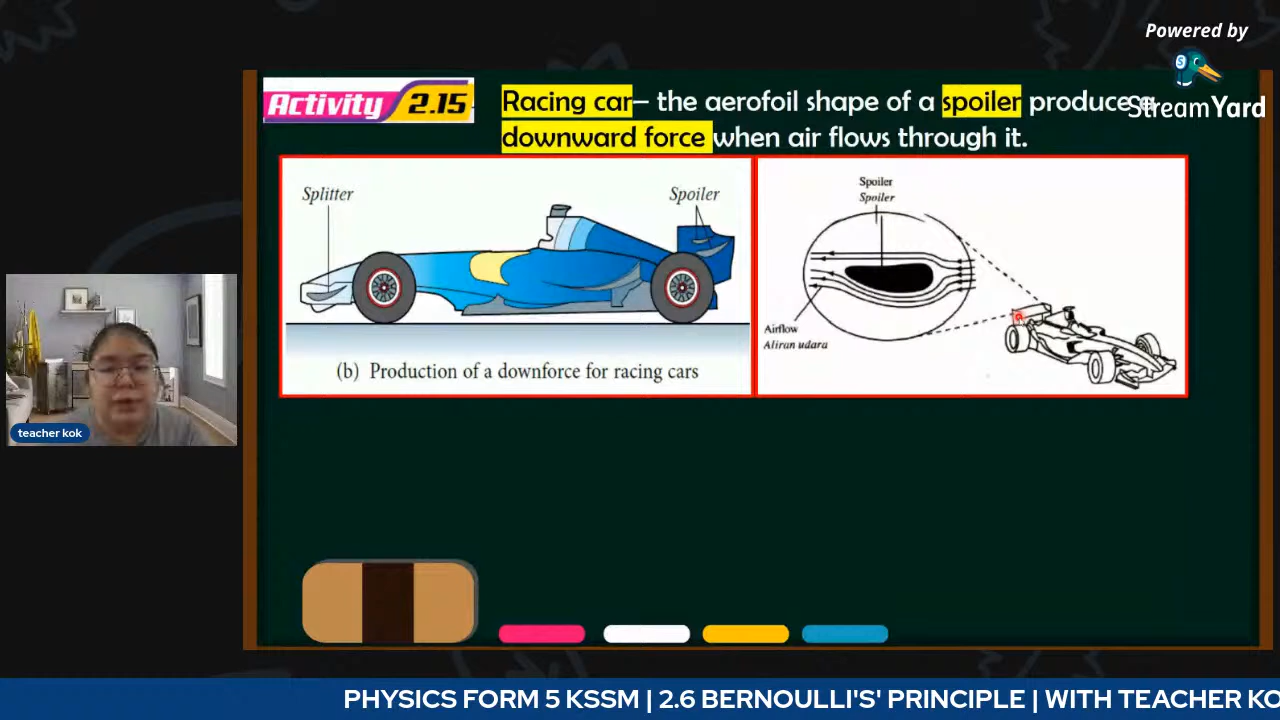 Powered by
StreamYard
Activity 2.15
Racing car– the aerofoil shape of a spoiler produce a
downward force when air flows through it.
Splitter
Spoiler
(b) Production of a downforce for racing cars
Spoiler
Spoiler
Airflow
Aliran udara
teacher kok
PHYSICS FORM 5 KSSM | 2.6 BERNOULLI'S' PRINCIPLE | WITH TEACHER KO